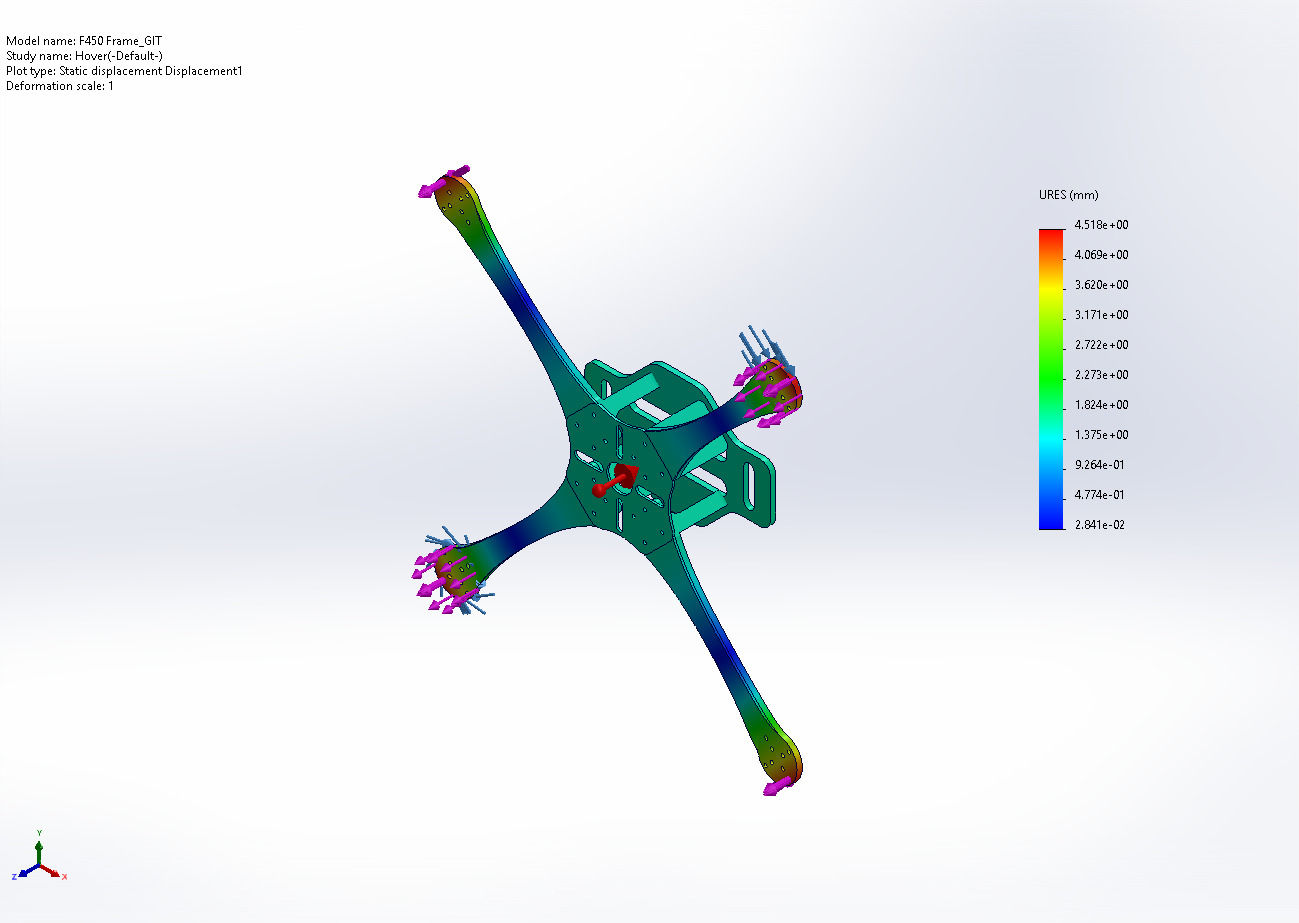 Model name: F450 Frame_GIT
Study name: Hover(-Default-)
Plot type: Static displacement Displacement1
Deformation scale: 1
URES (mm)
4.518e+00
4.069e+00
3.620e+00
3.171e+00
2.722e+00
2.273e+00
1.824e+00
1.375e+00
9.264e-01
4.774e-01
2.841e-02
Y
Z
X